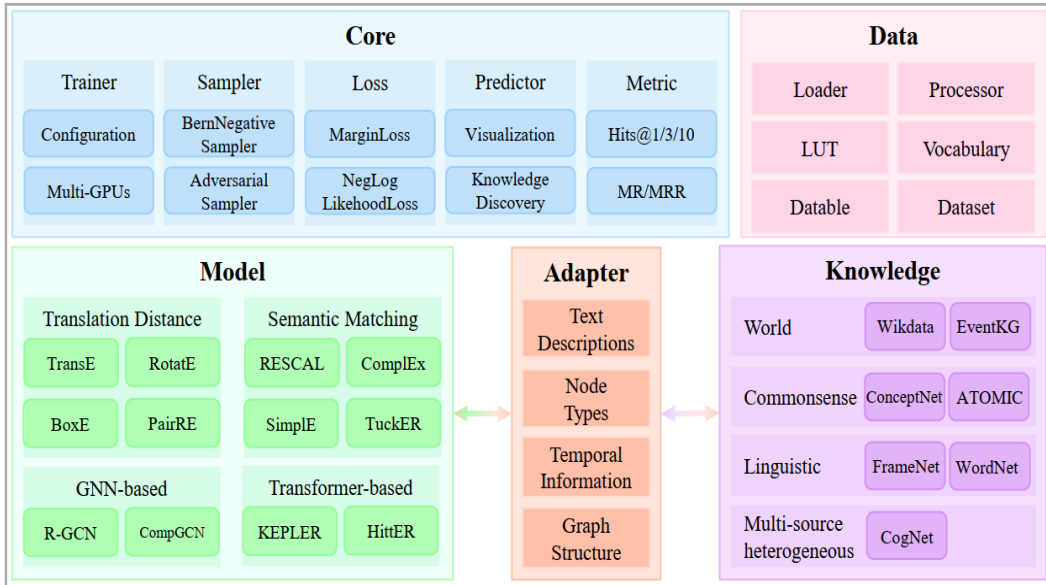 Core
Trainer
Sampler
Loss
Predictor
Metric
Configuration
BernNegative
Sampler
MarginLoss
Visualization
Hits@1/3/10
Multi-GPUs
Adversarial
Sampler
NegLog
LikehoodLoss
Knowledge
Discovery
MR/MRR
Data
Loader
Processor
LUT
Vocabulary
Datable
Dataset
Model
Translation Distance
TransE
RotatE
BoxE
PairRE
Semantic Matching
RESCAL
ComplEx
SimplE
TuckER
GNN-based
R-GCN
CompGCN
Transformer-based
KEPLER
HittER
Adapter
Text
Descriptions
Node
Types
Temporal
Information
Graph
Structure
Knowledge
World
Wikdata
EventKG
Commonsense
ConceptNet
ATOMIC
Linguistic
FrameNet
WordNet
Multi-source
heterogeneous
CogNet